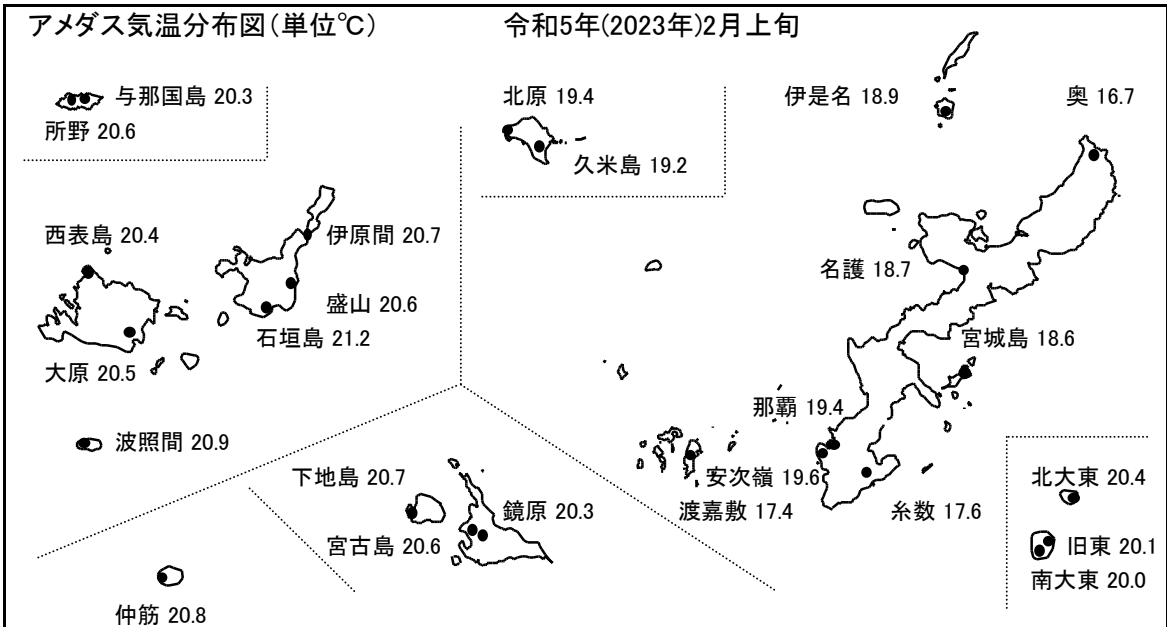 アメダス気温分布図(単位℃)
令和5年(2023年)2月上旬
与那国島 20.3
所野 20.6
北原 19.4
久米島 19.2
伊是名 18.9
奥 16.7
西表島 20.4
伊原間 20.7
盛山 20.6
石垣島 21.2
大原 20.5
波照間 20.9
名護 18.7
宮城島 18.6
那覇 19.4
安次嶺 19.6
渡嘉敷 17.4
糸数 17.6
下地島 20.7
鏡原 20.3
宮古島 20.6
仲筋 20.8
北大東 20.4
旧東 20.1
南大東 20.0